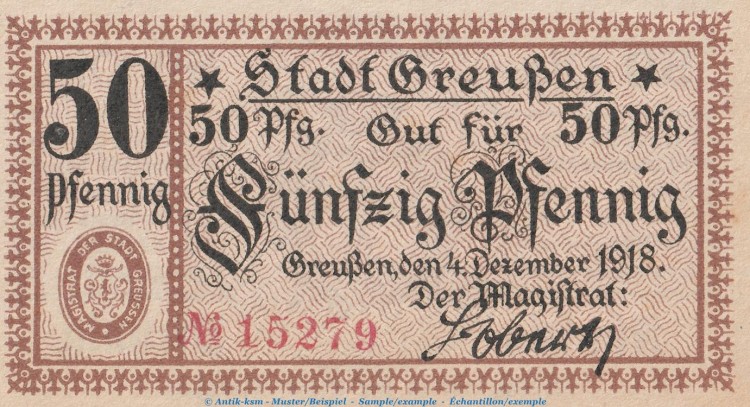 50
Pfennig
MAGISTRAT DER STADT GREUSSEN
★ Stadt Greußen ★
50 Pfg. Gut für 50 Pfg.
Fünfzig Pfennig
Greußen, den 4. Dezember 1918.
Der Magistrat:
№ 15279
© Antik-ksm - Muster/Beispiel - Sample/example - Échantillon/exemple